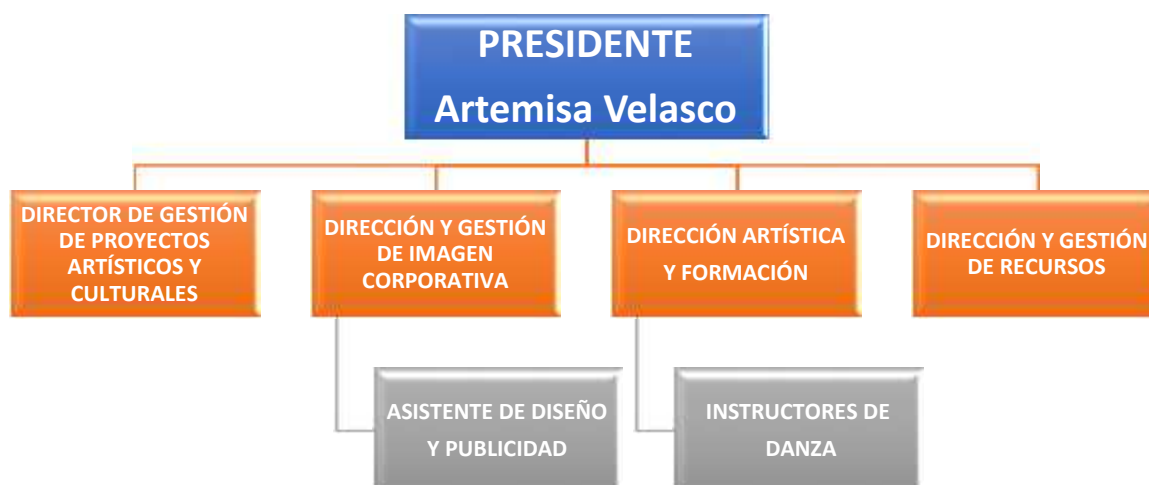 PRESIDENTE
Artemisa Velasco
DIRECTOR DE GESTIÓN
DE PROYECTOS
ARTÍSTICOS Y
CULTURALES
DIRECCIÓN Y GESTIÓN
DE IMAGEN
CORPORATIVA
DIRECCIÓN ARTÍSTICA
Y FORMACIÓN
DIRECCIÓN Y GESTIÓN
DE RECURSOS
ASISTENTE DE DISEÑO
Y PUBLICIDAD
INSTRUCTORES DE
DANZA